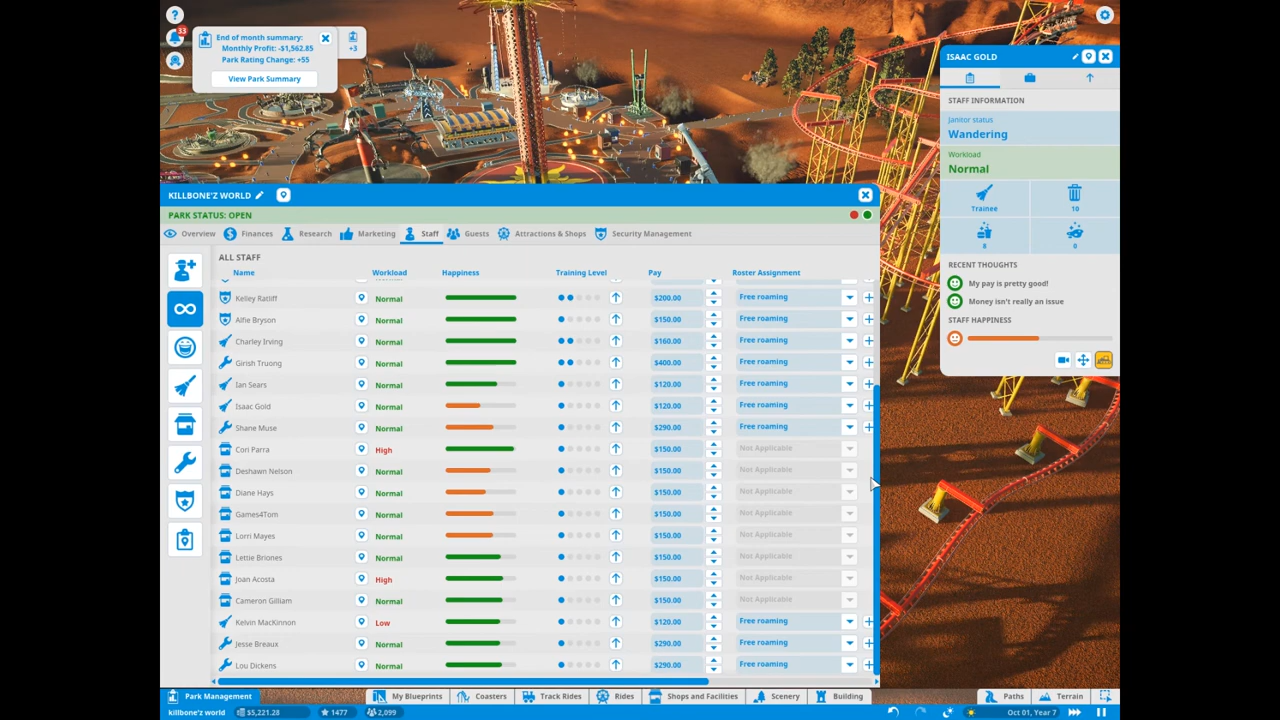 ?
33
End of month summary:
Monthly Profit: -$1,562.85
Park Rating Change: +55
View Park Summary
+3
KILLBONE'Z WORLD
PARK STATUS: OPEN
Overview Finances Research Marketing Staff Guests Attractions & Shops Security Management
ALL STAFF
Name Workload Happiness Training Level Pay Roster Assignment
Kelley Ratliff Normal $200.00 Free roaming
Alfie Bryson Normal $150.00 Free roaming
Charley Irving Normal $160.00 Free roaming
Girish Truong Normal $400.00 Free roaming
Ian Sears Normal $120.00 Free roaming
Isaac Gold Normal $120.00 Free roaming
Shane Muse Normal $290.00 Free roaming
Cori Parra High $150.00 Not Applicable
Deshawn Nelson Normal $150.00 Not Applicable
Diane Hays Normal $150.00 Not Applicable
Games4Tom Normal $150.00 Not Applicable
Lorri Mayes Normal $150.00 Not Applicable
Lettie Briones Normal $150.00 Not Applicable
Joan Acosta High $150.00 Not Applicable
Cameron Gilliam Normal $150.00 Not Applicable
Kelvin MacKinnon Low $120.00 Free roaming
Jesse Breaux Normal $290.00 Free roaming
Lou Dickens Normal $290.00 Free roaming
ISAAC GOLD
STAFF INFORMATION
Janitor status
Wandering
Workload
Normal
Trainee 10
8 0
RECENT THOUGHTS
My pay is pretty good!
Money isn't really an issue
STAFF HAPPINESS
Park Management My Blueprints Coasters Track Rides Rides Shops and Facilities Scenery Building Paths Terrain
killbone'z world $5,221.28 1477 2,099 Oct 01, Year 7